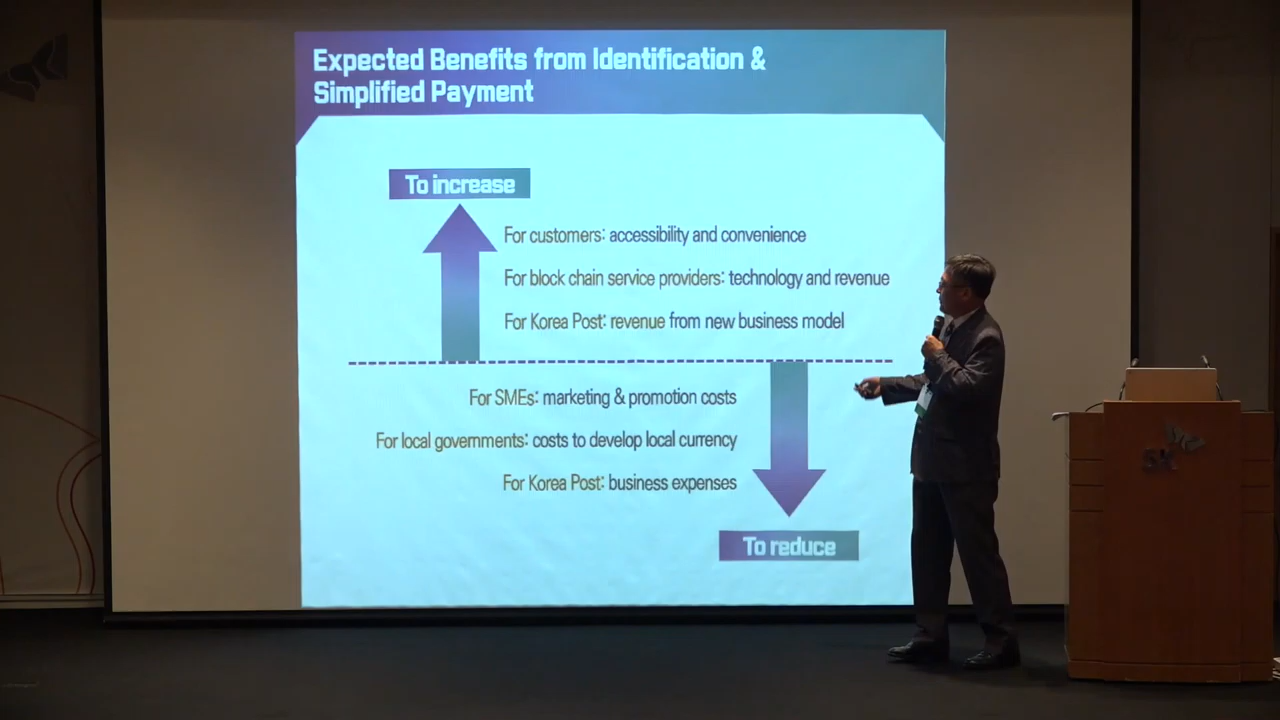 Expected Benefits from Identification &
Simplified Payment
To increase
For customers: accessibility and convenience
For block chain service providers: technology and revenue
For Korea Post: revenue from new business model
For SMEs: marketing & promotion costs
For local governments: costs to develop local currency
For Korea Post: business expenses
To reduce